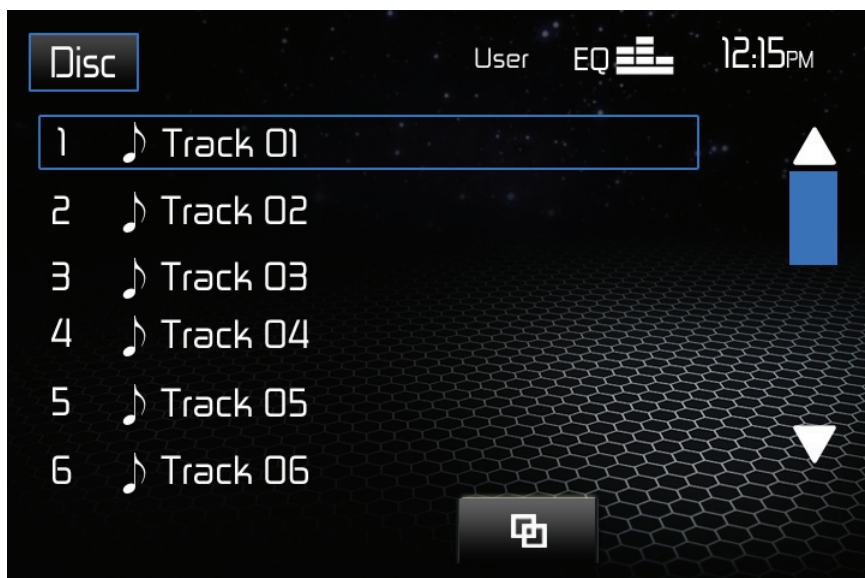 Disc User EQ 12:15PM
1 Track 01
2 Track 02
3 Track 03
4 Track 04
5 Track 05
6 Track 06